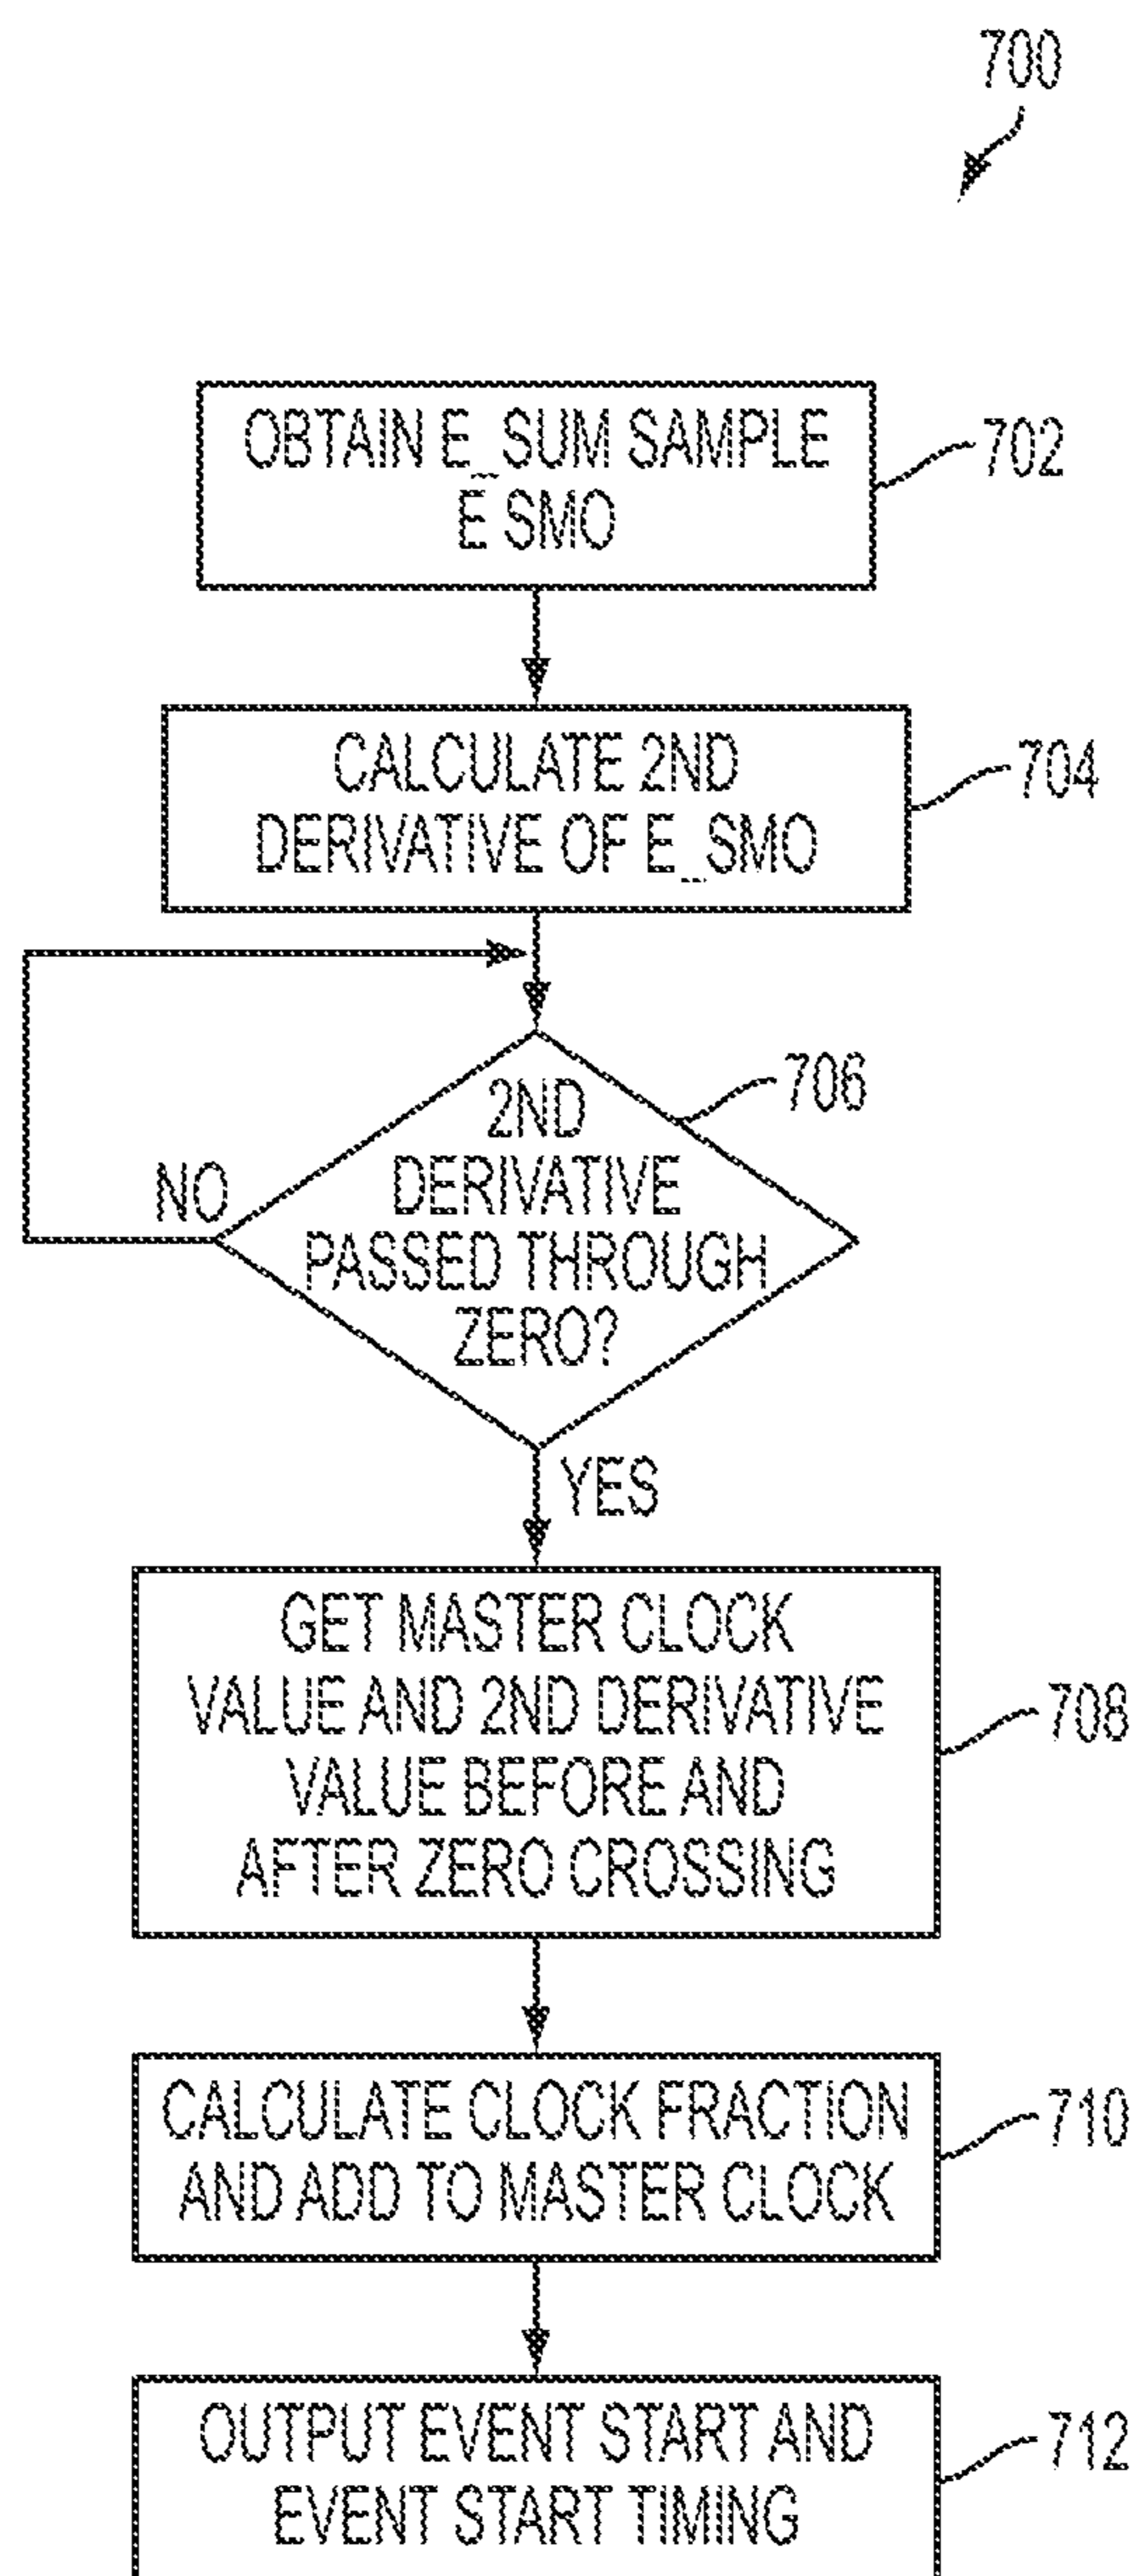 700
OBTAIN E_SUM SAMPLE
E_SMO
702
CALCULATE 2ND
DERIVATIVE OF E_SMO
704
2ND
DERIVATIVE
PASSED THROUGH
ZERO?
706
NO
YES
GET MASTER CLOCK
VALUE AND 2ND DERIVATIVE
VALUE BEFORE AND
AFTER ZERO CROSSING
708
CALCULATE CLOCK FRACTION
AND ADD TO MASTER CLOCK
710
OUTPUT EVENT START AND
EVENT START TIMING
712